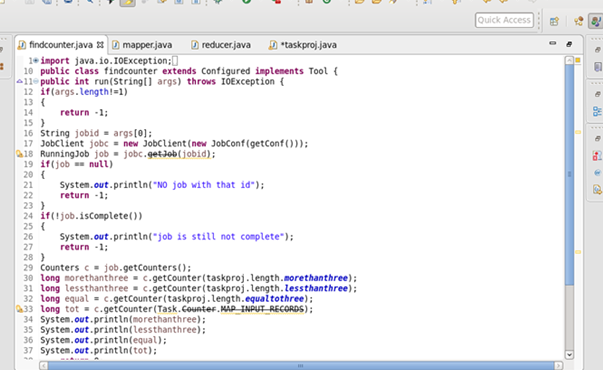 Quick Access
findcounter.java
mapper.java
reducer.java
*taskproj.java
1 import java.io.IOException;
10 public class findcounter extends Configured implements Tool {
11 public int run(String[] args) throws IOException {
12 if(args.length!=1)
13 {
14 return -1;
15 }
16 String jobid = args[0];
17 JobClient jobc = new JobClient(new JobConf(getConf()));
18 RunningJob job = jobc.getJob(jobid);
19 if(job == null)
20 {
21 System.out.println("NO job with that id");
22 return -1;
23 }
24 if(!job.isComplete())
25 {
26 System.out.println("job is still not complete");
27 return -1;
28 }
29 Counters c = job.getCounters();
30 long morethanthree = c.getCounter(taskproj.length.morethanthree);
31 long lessthanthree = c.getCounter(taskproj.length.lessthanthree);
32 long equal = c.getCounter(taskproj.length.equaltothree);
33 long tot = c.getCounter(Task.Counter.MAP_INPUT_RECORDS);
34 System.out.println(morethanthree);
35 System.out.println(lessthanthree);
36 System.out.println(equal);
37 System.out.println(tot);